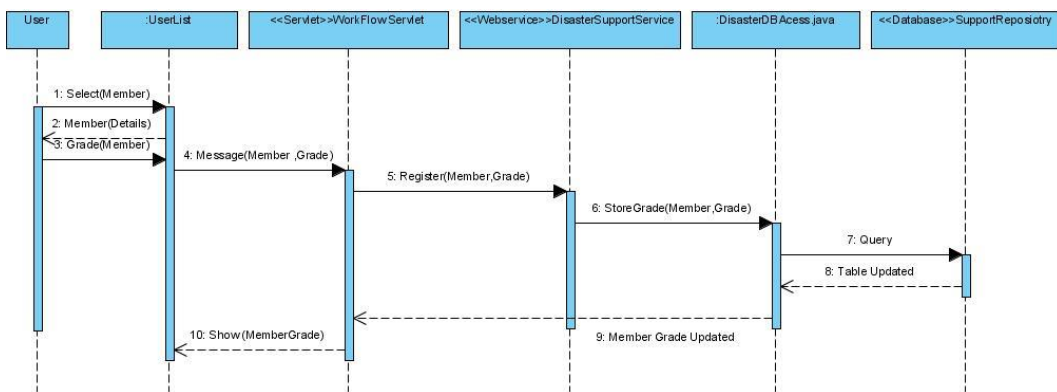 User
:UserList
<<Servlet>>WorkFlowServlet
<<Webservice>>DisasterSupportService
:DisasterDBAcess.java
<<Database>>SupportReposiotry
1: Select(Member)
2: Member(Details)
3: Grade(Member)
4: Message(Member ,Grade)
5: Register(Member,Grade)
6: StoreGrade(Member,Grade)
7: Query
8: Table Updated
9: Member Grade Updated
10: Show(MemberGrade)